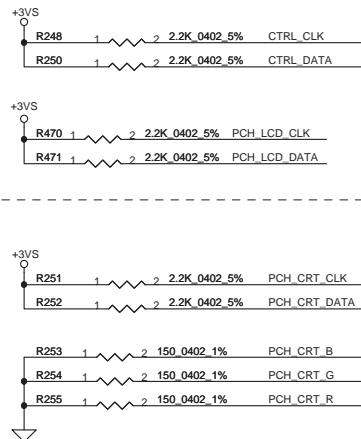 +3VS
R248 1 2 2.2K_0402_5% CTRL_CLK
R250 1 2 2.2K_0402_5% CTRL_DATA
+3VS
R470 1 2 2.2K_0402_5% PCH_LCD_CLK
R471 1 2 2.2K_0402_5% PCH_LCD_DATA
+3VS
R251 1 2 2.2K_0402_5% PCH_CRT_CLK
R252 1 2 2.2K_0402_5% PCH_CRT_DATA
R253 1 2 150_0402_1% PCH_CRT_B
R254 1 2 150_0402_1% PCH_CRT_G
R255 1 2 150_0402_1% PCH_CRT_R